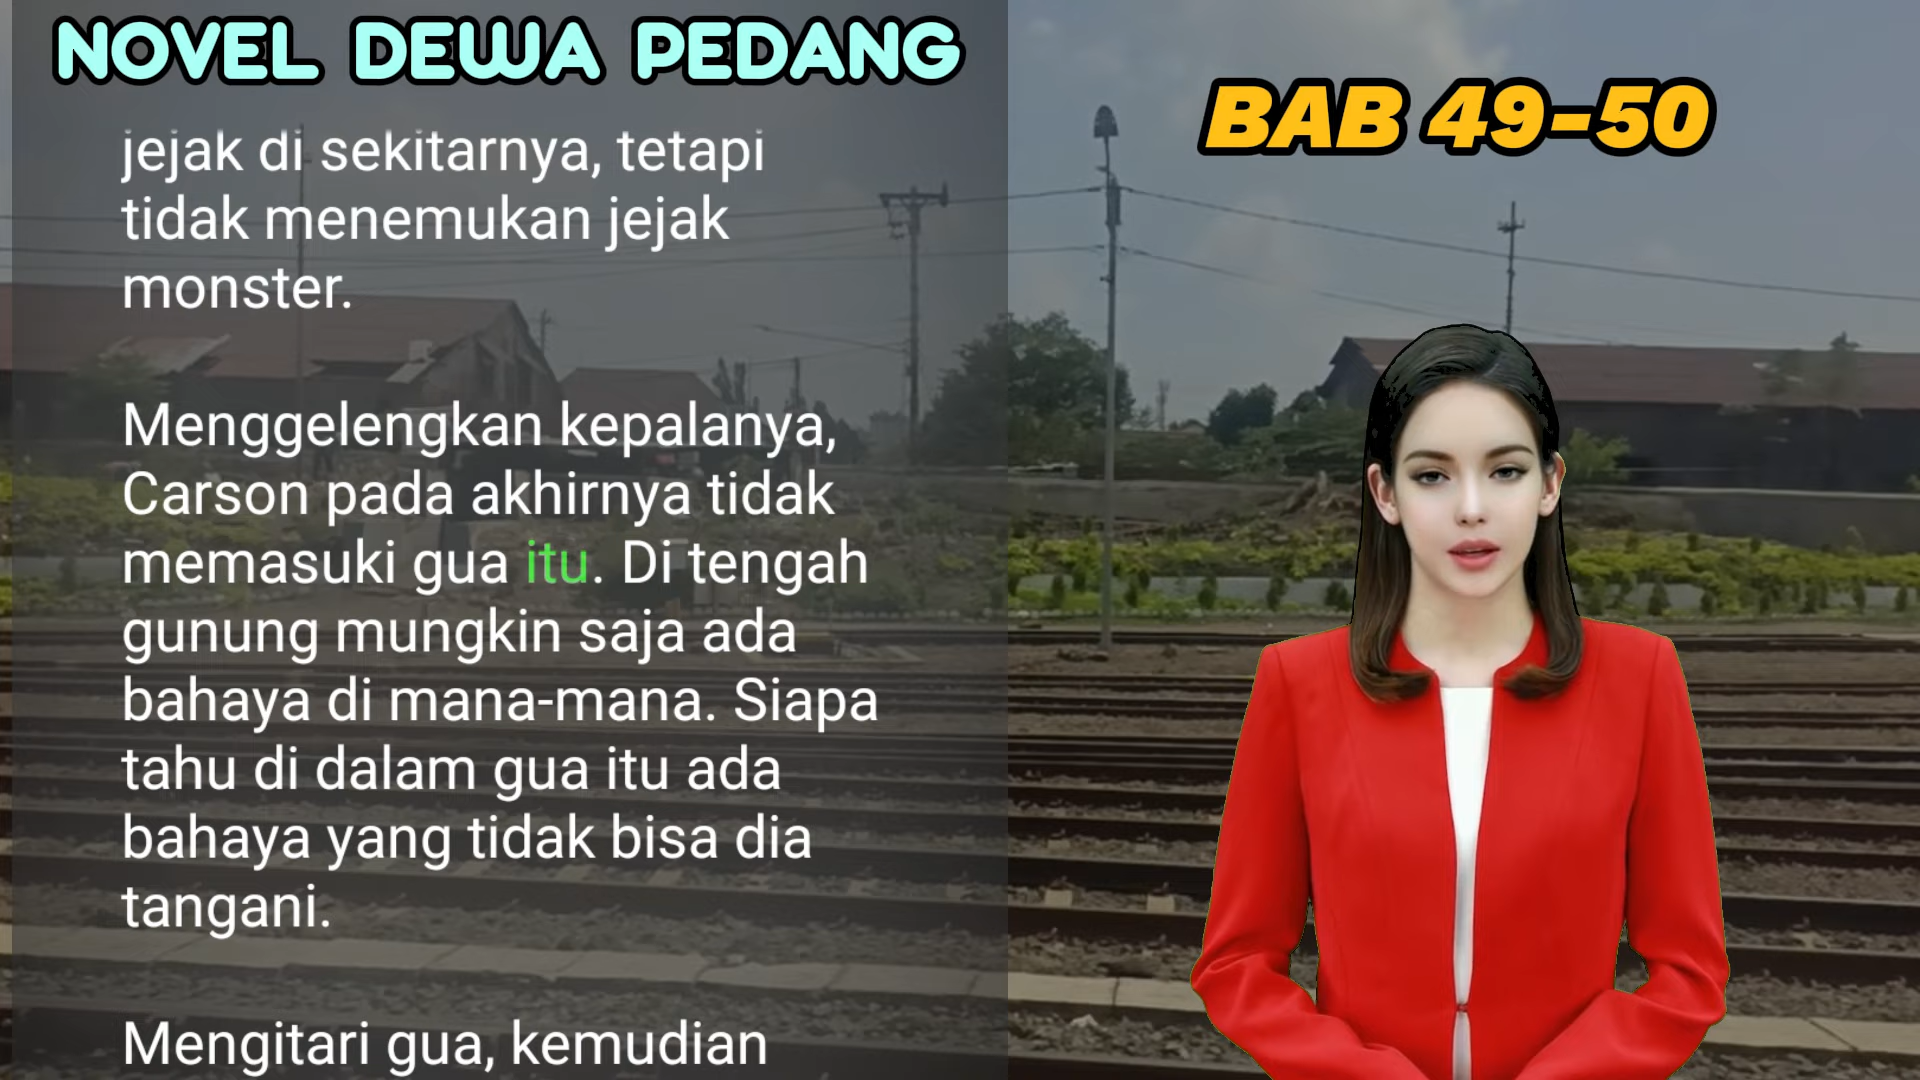 NOVEL DEWA PEDANG
BAB 49-50
jejak di sekitarnya, tetapi
tidak menemukan jejak
monster.
Menggelengkan kepalanya,
Carson pada akhirnya tidak
memasuki gua itu. Di tengah
gunung mungkin saja ada
bahaya di mana-mana. Siapa
tahu di dalam gua itu ada
bahaya yang tidak bisa dia
tangani.
Mengitari gua, kemudian